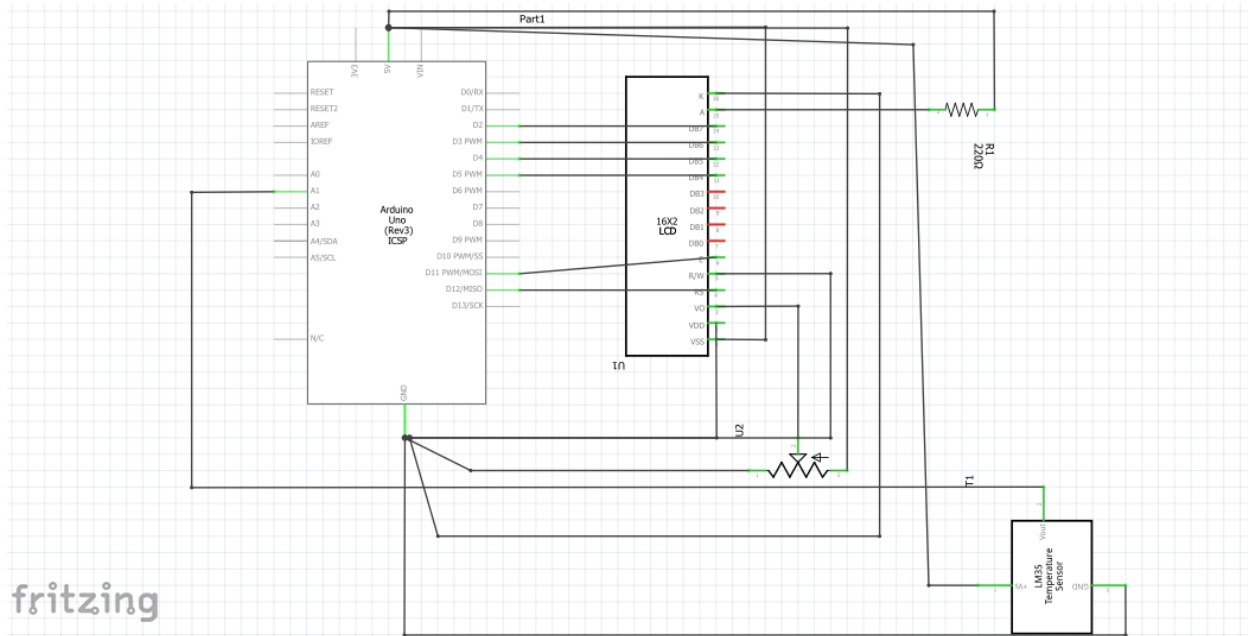 Part1
3V3
5V
VIN
RESET
RESET2
AREF
IOREF
A0
A1
A2
A3
A4/SDA
A5/SCL
N/C
Arduino
Uno
(Rev3)
ICSP
D0/RX
D1/TX
D2
D3 PWM
D4
D5 PWM
D6 PWM
D7
D8
D9 PWM
D10 PWM/SS
D11 PWM/MOSI
D12/MISO
D13/SCK
GND
16X2
LCD
K
A
DB7
DB6
DB5
DB4
DB3
DB2
DB1
DB0
E
R/W
RS
VO
VDD
VSS
U1
R1
220Ω
U2
T1
Vout
LM35
Temperature
Sensor
+Vs
GND
fritzing